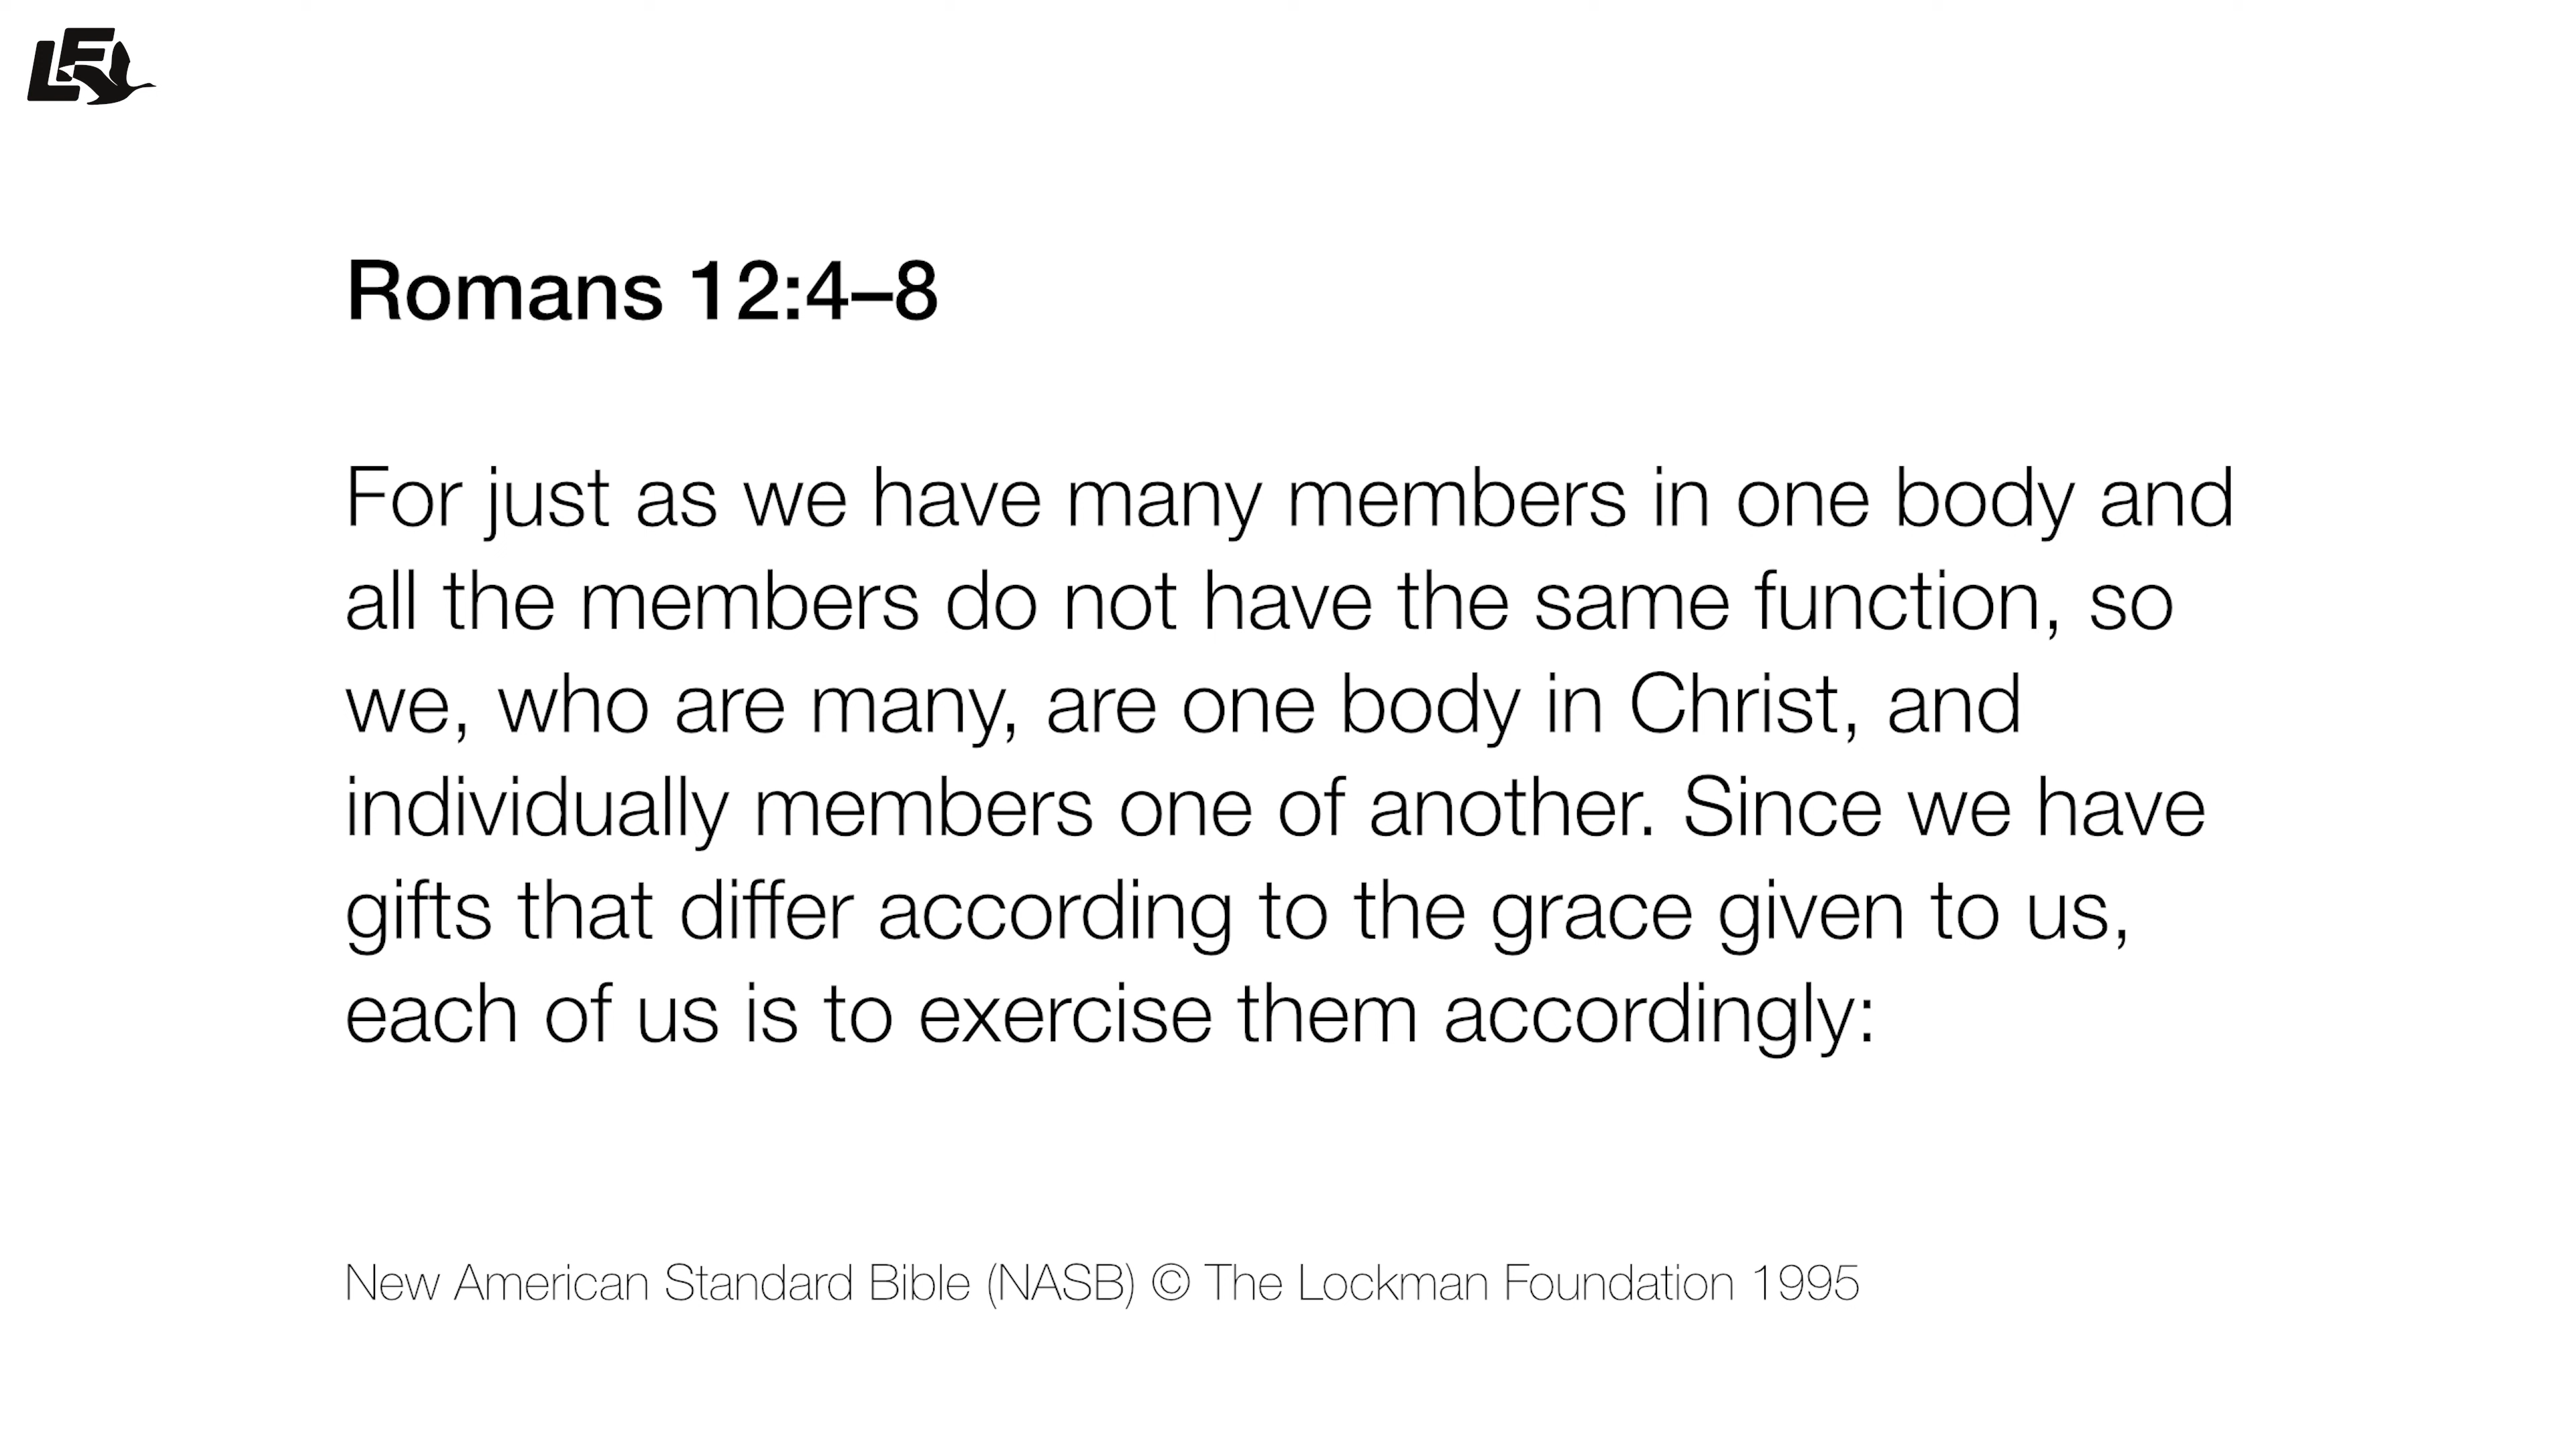 LF
Romans 12:4–8
For just as we have many members in one body and
all the members do not have the same function, so
we, who are many, are one body in Christ, and
individually members one of another. Since we have
gifts that differ according to the grace given to us,
each of us is to exercise them accordingly:
New American Standard Bible (NASB) © The Lockman Foundation 1995